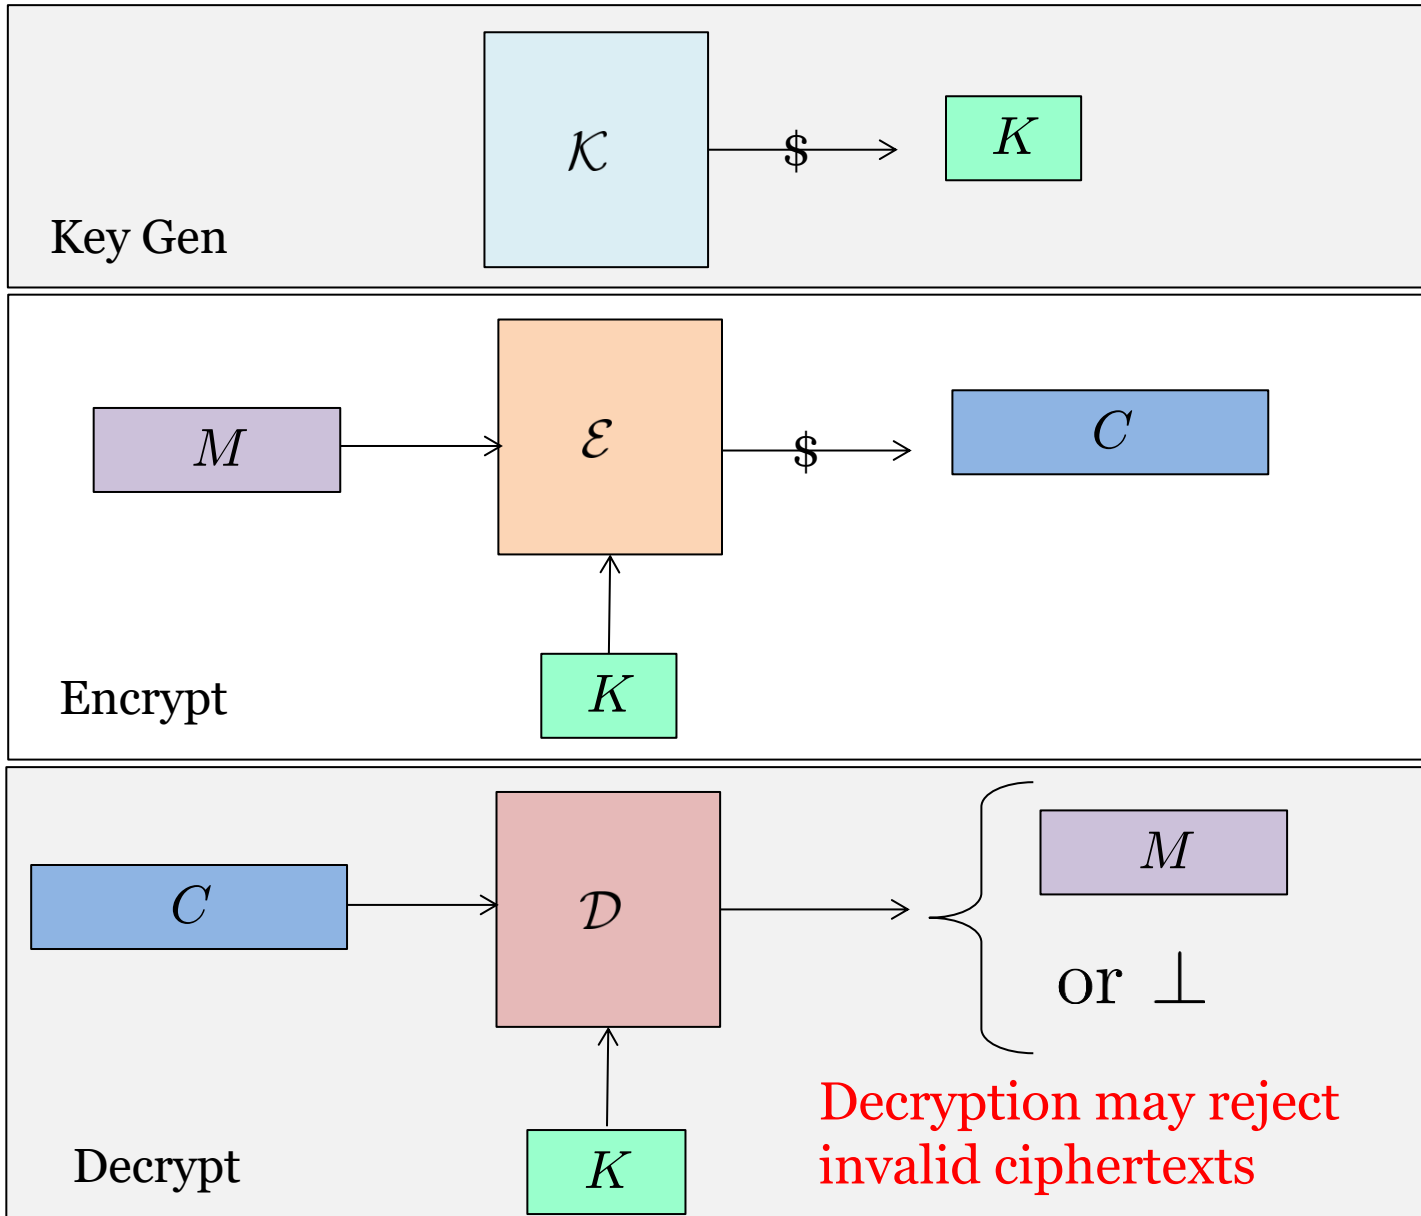 𝒦 $ K
Key Gen
M ℰ $ C
K
Encrypt
C 𝒟 M
or ⊥
K
Decrypt
Decryption may reject
invalid ciphertexts